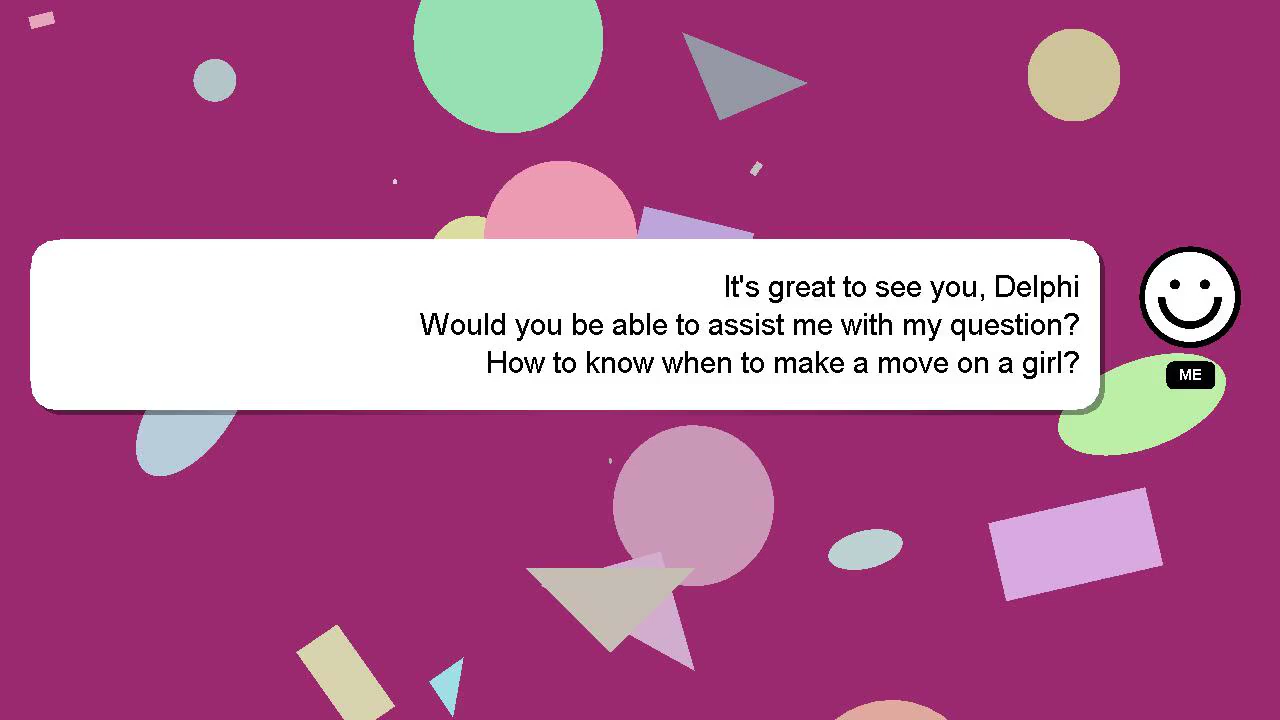 It's great to see you, Delphi
Would you be able to assist me with my question?
How to know when to make a move on a girl?
ME